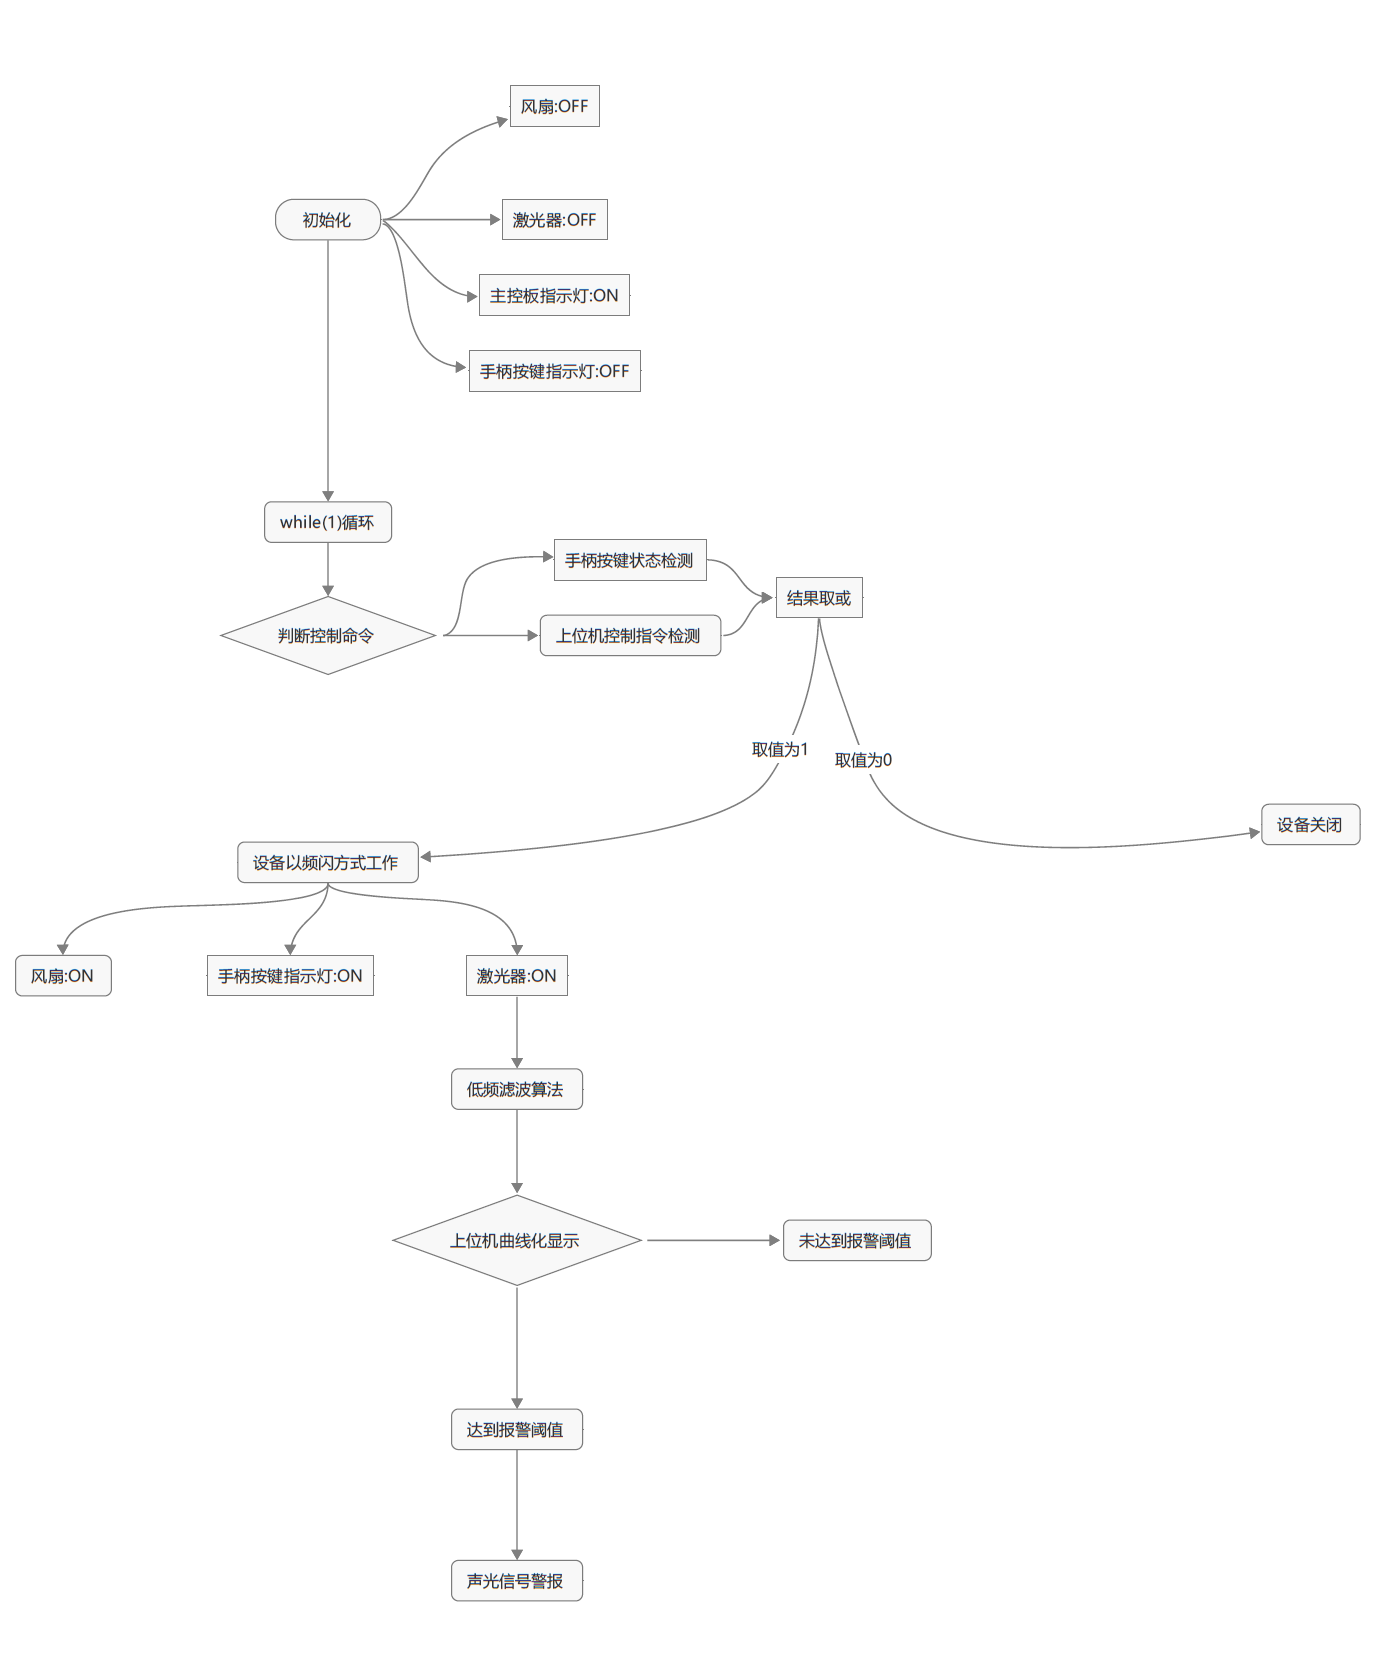 风扇:OFF
初始化
激光器:OFF
主控板指示灯:ON
手柄按键指示灯:OFF
while(1)循环
手柄按键状态检测
结果取或
判断控制命令
上位机控制指令检测
取值为1
取值为0
设备关闭
设备以频闪方式工作
风扇:ON
手柄按键指示灯:ON
激光器:ON
低频滤波算法
上位机曲线化显示
未达到报警阈值
达到报警阈值
声光信号警报